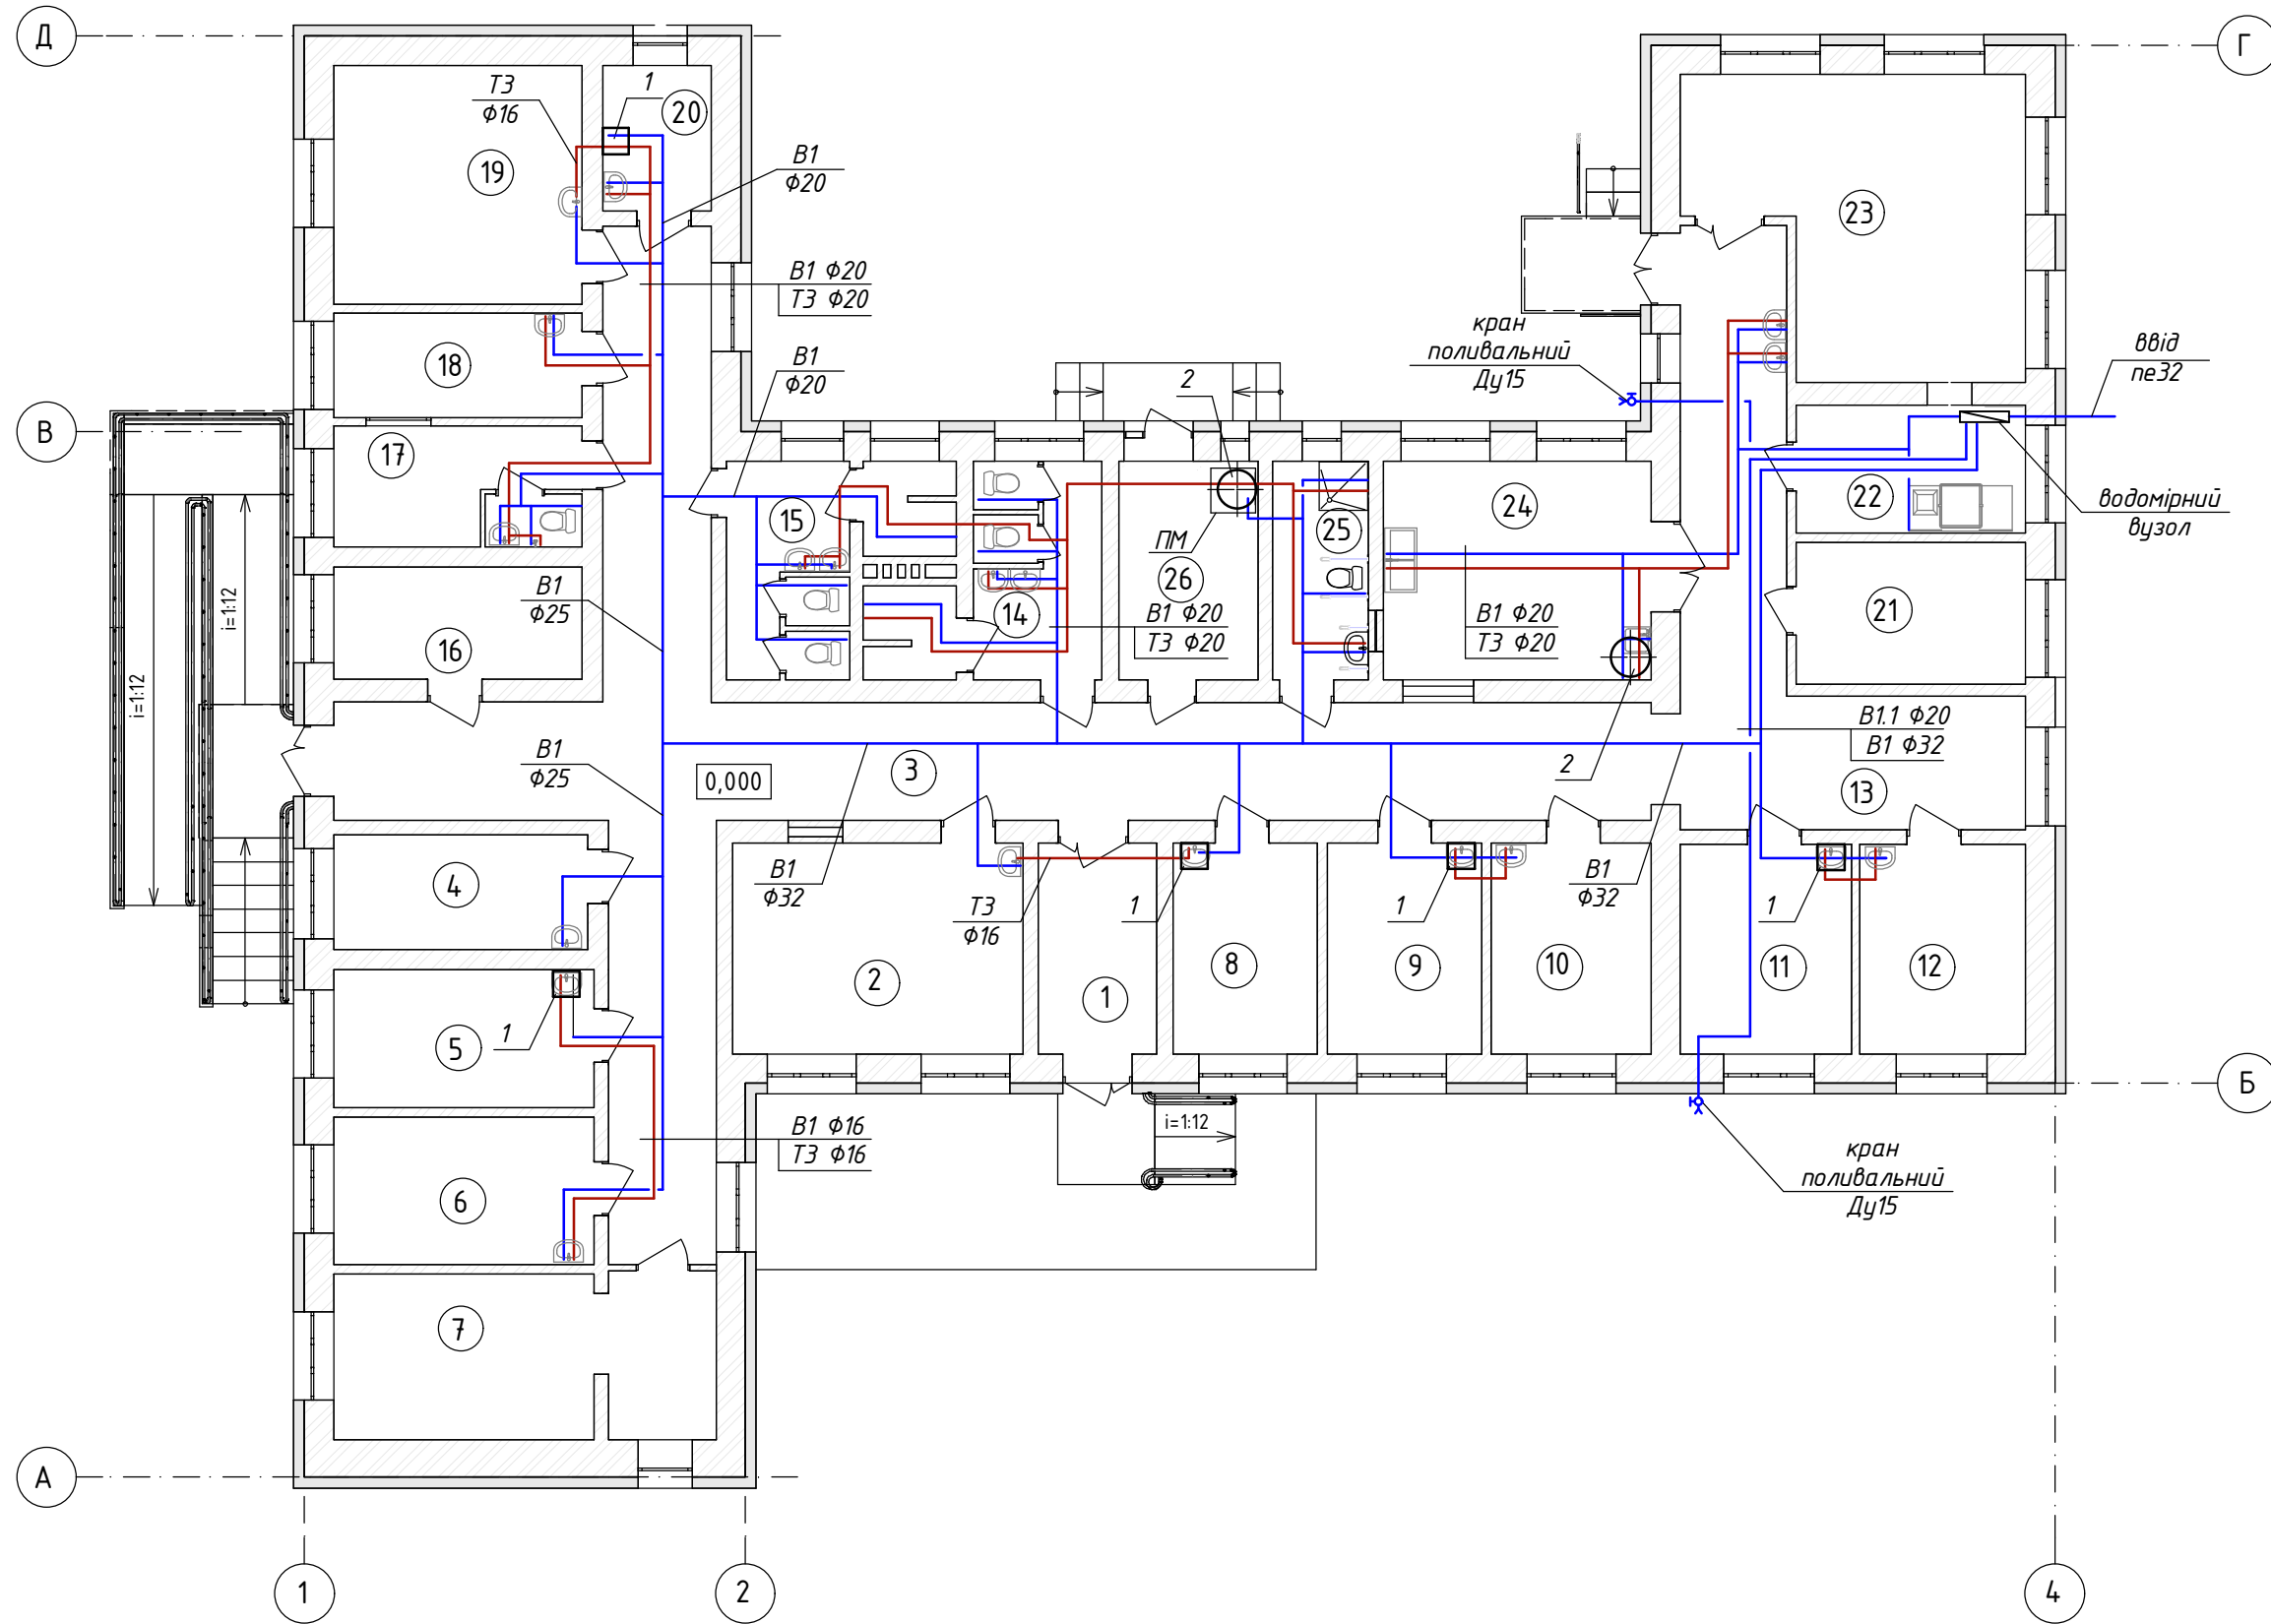 Д
Г
Т3
Ф16
1
20
19
В1
Ф20
23
В1 Ф20
Т3 Ф20
кран
поливальний
Ду15
ввід
пе32
18
В1
Ф20
2
В
17
15
25
24
22
водомірний
вузол
ПМ
26
i=1:12
В1
Ф25
14
В1 Ф20
Т3 Ф20
В1 Ф20
Т3 Ф20
21
16
i=1:12
В1.1 Ф20
В1 Ф32
В1
Ф25
0,000
3
2
13
4
В1
Ф32
Т3
Ф16
1
1
В1
Ф32
1
2
8
9
10
11
12
1
5
1
Б
i=1:12
В1 Ф16
Т3 Ф16
кран
поливальний
Ду15
6
7
А
1
2
4